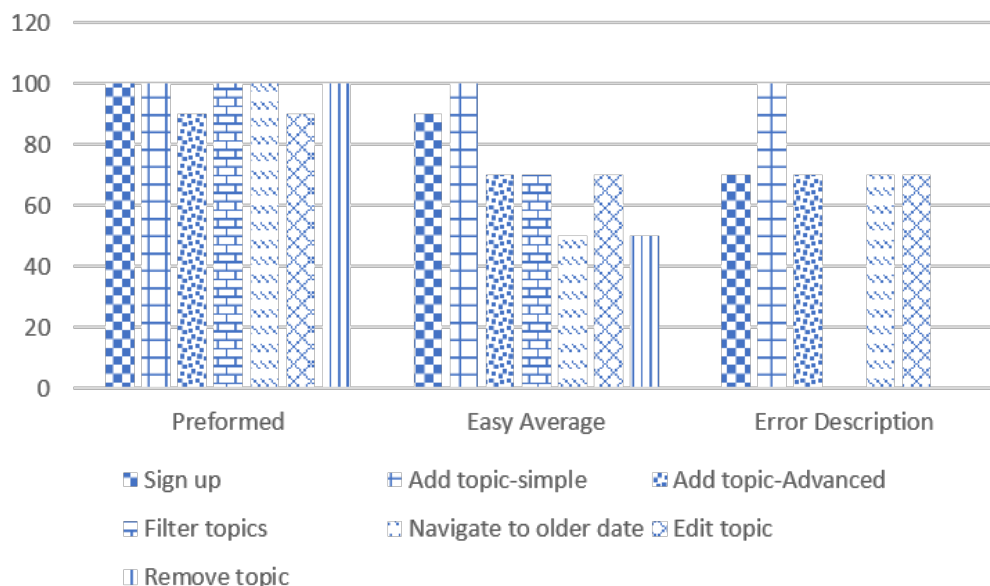 120
100
80
60
40
20
0
Preformed Easy Average Error Description
Sign up Add topic-simple Add topic-Advanced
Filter topics Navigate to older date Edit topic
Remove topic